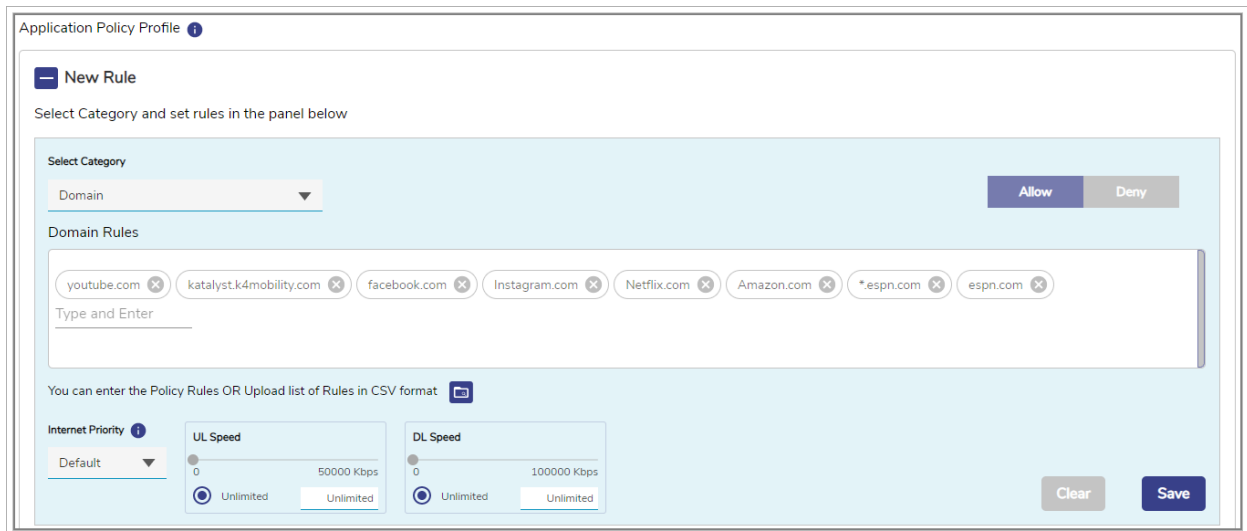 Application Policy Profile
New Rule
Select Category and set rules in the panel below
Select Category
Domain
Allow Deny
Domain Rules
youtube.com katalyst.k4mobility.com facebook.com Instagram.com Netflix.com Amazon.com *.espn.com espn.com
Type and Enter
You can enter the Policy Rules OR Upload list of Rules in CSV format
Internet Priority UL Speed DL Speed
Default
0 50000 Kbps 0 100000 Kbps
Unlimited Unlimited Unlimited Unlimited
Clear Save